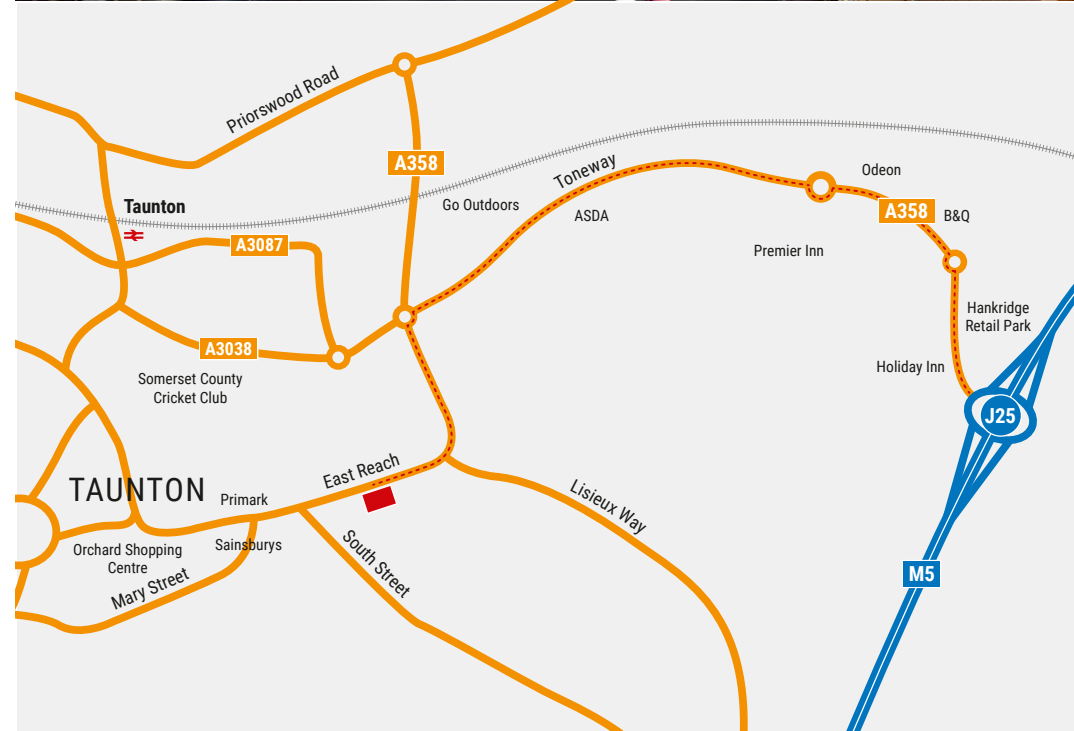 Priorswood Road
A358
Toneway
Odeon
Taunton
Go Outdoors
ASDA
A358
B&Q
A3087
Premier Inn
Hankridge
Retail Park
A3038
Holiday Inn
Somerset County
Cricket Club
J25
East Reach
TAUNTON
Primark
Lisieux Way
Sainsburys
Orchard Shopping
Centre
South Street
Mary Street
M5